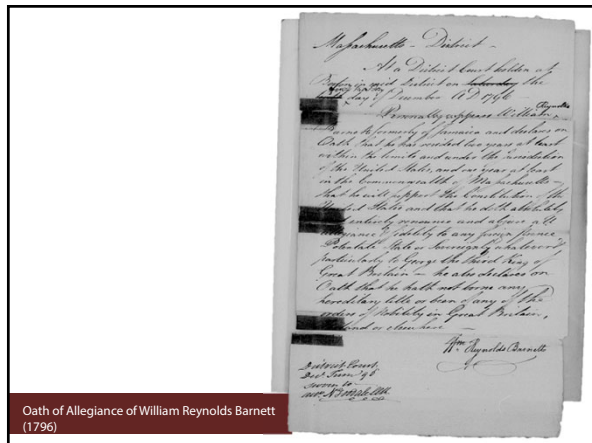 Massachusetts - District -
At a District Court holden at
Boston in said District on the
day of December A D 1796
Reynolds
Personally appears William
Barnett formerly of Jamaica and declares on
Oath that he has resided two years at least
within the limits and under the jurisdiction
of the United States, and one year at least
in the Commonwealth of Massachusetts
that he will support the Constitution of the
United States and that he doth absolutely
entirely renounce and abjure all
allegiance & fidelity to any foreign prince
Potentate State or Sovereignty whatever &
particularly to George the third King of
Great Britain - he also declares on
Oath that he hath not borne any
hereditary title or been of any of the
orders of Nobility in Great Britain,
or elsewhere -
Wm Reynolds Barnett
District Court
Decr Term 96
sworn to
Oath of Allegiance of William Reynolds Barnett
(1796)